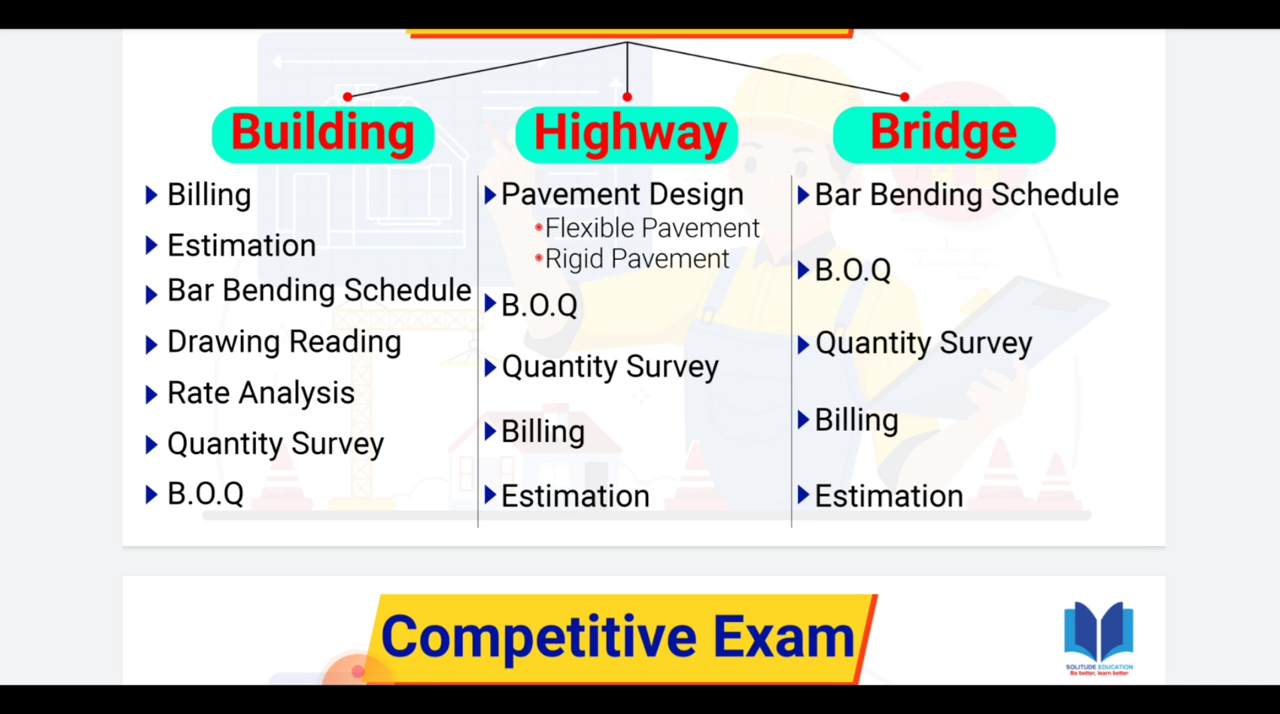 Building
Billing
Estimation
Bar Bending Schedule
Drawing Reading
Rate Analysis
Quantity Survey
B.O.Q
Highway
Pavement Design
Flexible Pavement
Rigid Pavement
B.O.Q
Quantity Survey
Billing
Estimation
Bridge
Bar Bending Schedule
B.O.Q
Quantity Survey
Billing
Estimation
Competitive Exam
SOLITUDE EDUCATION
Be better, learn better